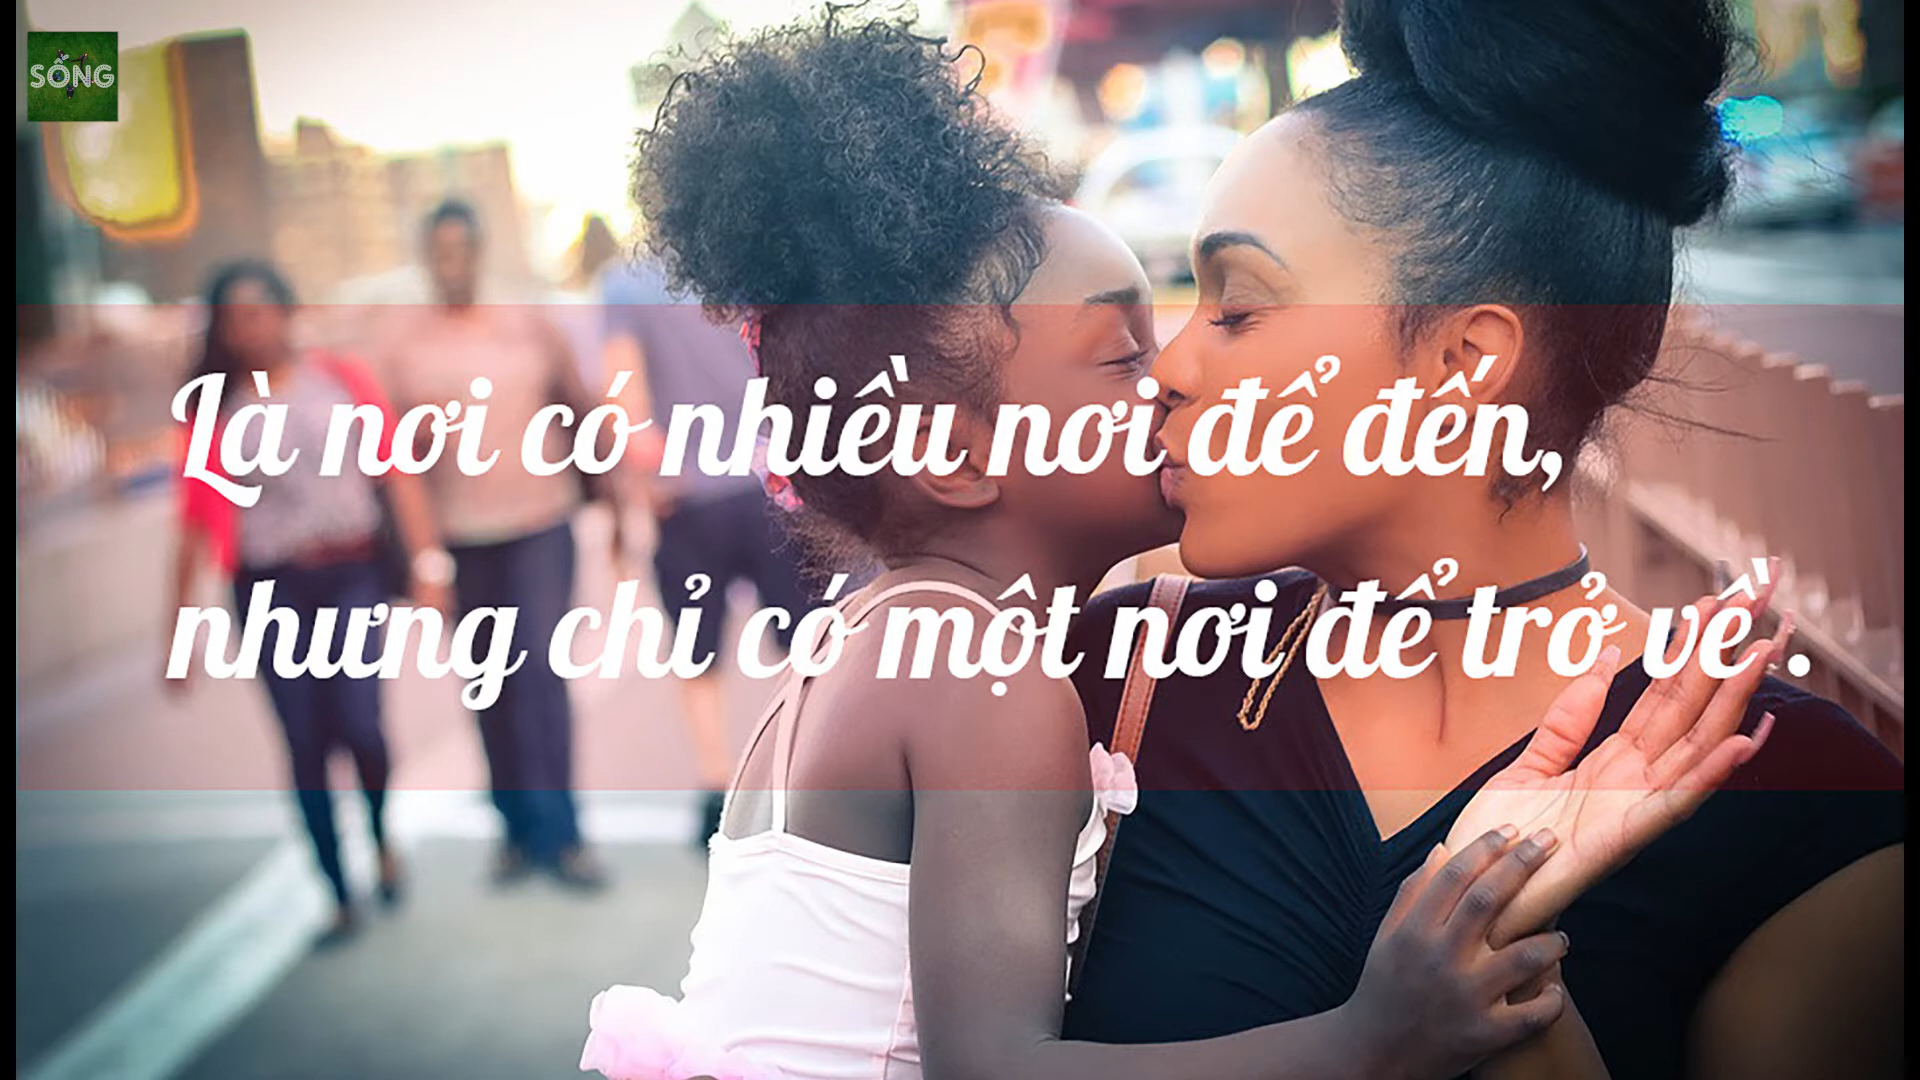 SỐNG
Là nơi có nhiều nơi để đến,
nhưng chỉ có một nơi để trở về .